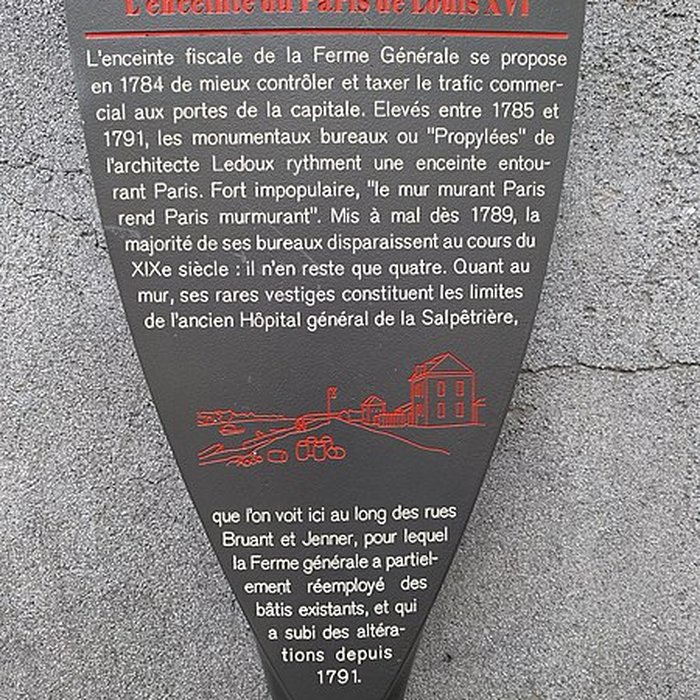 L'enceinte du Paris de Louis XVI
L'enceinte fiscale de la Ferme Générale se propose
en 1784 de mieux contrôler et taxer le trafic commer-
cial aux portes de la capitale. Elevés entre 1785 et
1791, les monumentaux bureaux ou "Propylées" de
l'architecte Ledoux rythment une enceinte entou-
rant Paris. Fort impopulaire, "le mur murant Paris
rend Paris murmurant". Mis à mal dès 1789, la
majorité de ses bureaux disparaissent au cours du
XIXe siècle : il n'en reste que quatre. Quant au
mur, ses rares vestiges constituent les limites
de l'ancien Hôpital général de la Salpêtrière,
que l'on voit ici au long des rues
Bruant et Jenner, pour lequel
la Ferme générale a partiel-
ement réemployé des
bâtis existants, et qui
a subi des altéra-
tions depuis
1791.